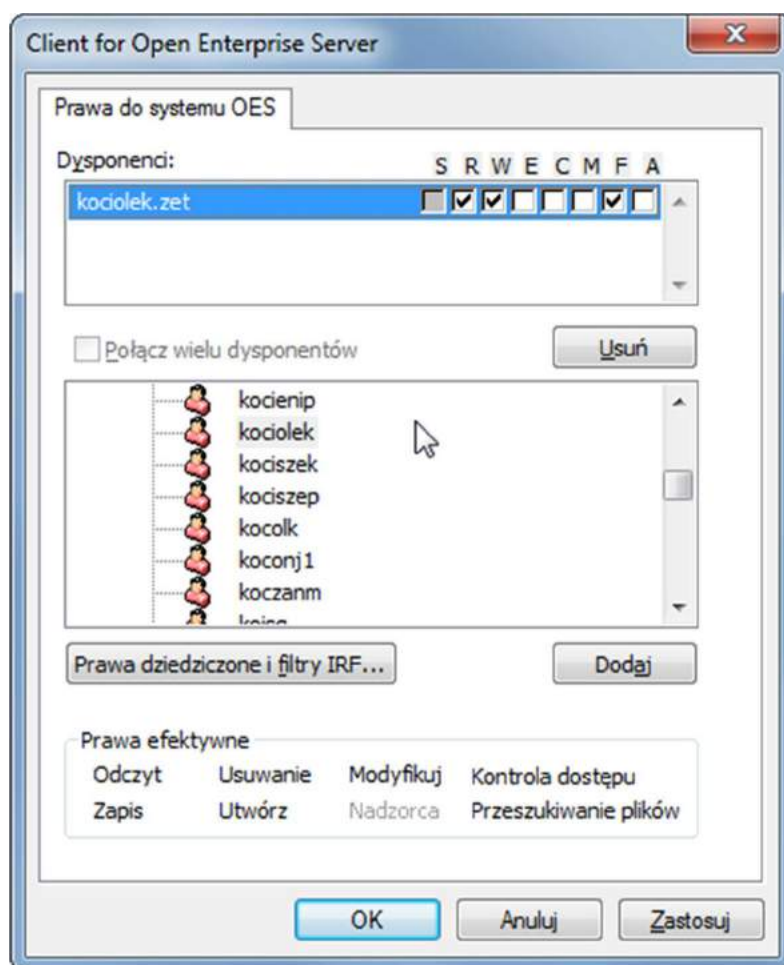 Client for Open Enterprise Server
Prawa do systemu OES
Dysponenci: S R W E C M F A
kociolek.zet
Połącz wielu dysponentów Usuń
kocienip
kociolek
kociszek
kociszep
kocolk
koconj1
koczanm
Prawa dziedziczone i filtry IRF... Dodaj
Prawa efektywne
Odczyt Usuwanie Modyfikuj Kontrola dostępu
Zapis Utwórz Nadzorca Przeszukiwanie plików
OK Anuluj Zastosuj